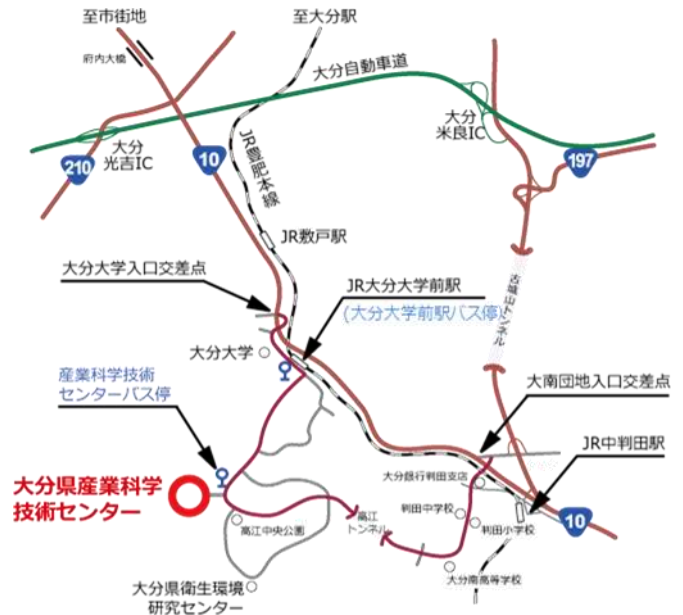 至市街地
至大分駅
府内大橋
大分自動車道
大分
米良IC
大分
光吉IC
210
10
197
JR豊肥本線
JR敷戸駅
大分大学入口交差点
JR大分大学前駅
(大分大学前駅バス停)
古城山トンネル
大分大学
産業科学技術
センターバス停
大南団地入口交差点
JR中判田駅
大分銀行判田支店
大分県産業科学
技術センター
高江
トンネル
判田中学校
判田小学校
10
高江中央公園
大分南高等学校
大分県衛生環境
研究センター